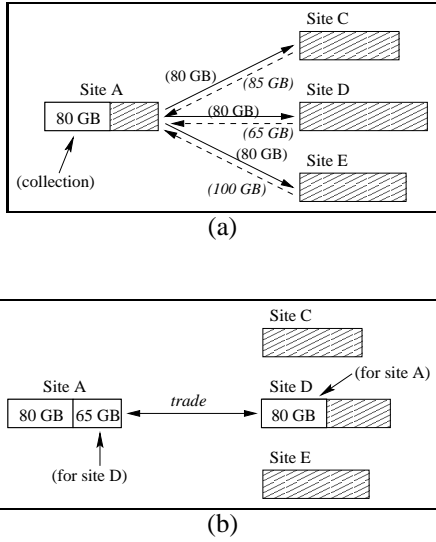 Site C
(80 GB)
(85 GB)
Site A
Site D
80 GB
(80 GB)
(65 GB)
(80 GB)
Site E
(collection)
(100 GB)
(a)
Site C
Site A
Site D
(for site A)
80 GB
65 GB
trade
80 GB
(for site D)
Site E
(b)